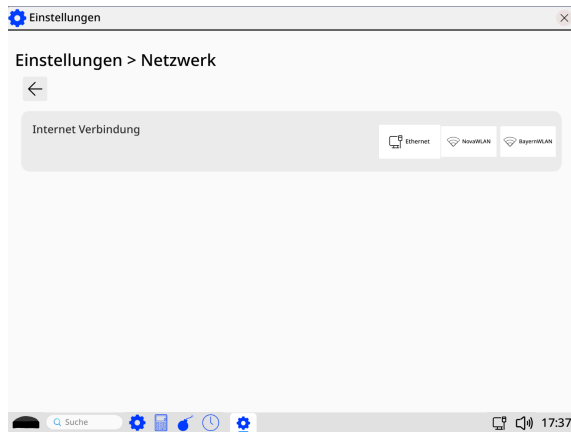 Einstellungen
Einstellungen > Netzwerk
Internet Verbindung
Ethernet
NovaWLAN
BayernWLAN
Suche
17:37